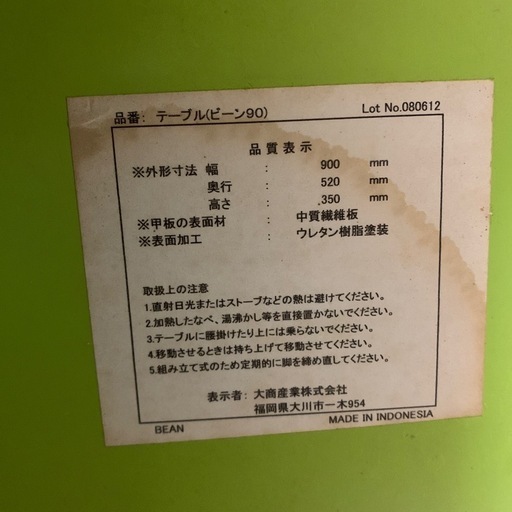 品番: テーブル(ビーン90) Lot No.080612
品質表示
※外形寸法 幅 : 900 mm
奥行 : 520 mm
高さ : 350 mm
※甲板の表面材 : 中質繊維板
※表面加工 : ウレタン樹脂塗装
取扱上の注意
1.直射日光またはストーブなどの熱は避けてください。
2.加熱したなべ、湯沸かし等を直接置かないでください。
3.テーブルに腰掛けたり上には乗らないでください。
4.移動させるときは持ち上げて移動させてください。
5.組み立て式のため定期的に脚を締め直してください。
表示者: 大商産業株式会社
福岡県大川市一木954
BEAN MADE IN INDONESIA